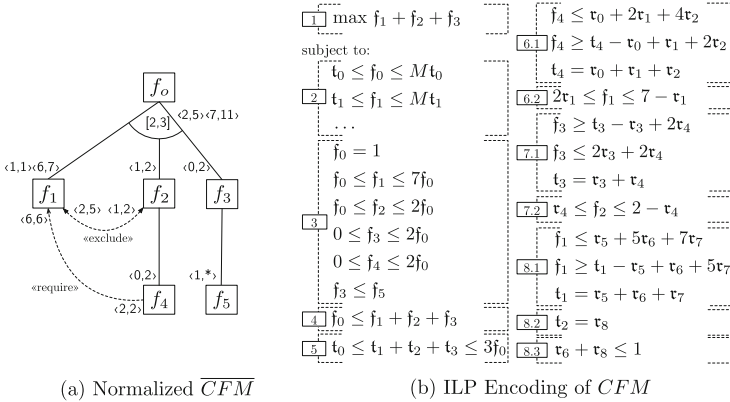 f_o
[2,3]
‹2,5›‹7,11›
‹1,1›‹6,7›
‹1,2›
‹0,2›
f_1
f_2
f_3
‹6,6›
‹2,5›
‹1,2›
«exclude»
«require»
‹0,2›
‹1,*›
f_4
f_5
‹2,2›
(a) Normalized \overline{CFM}
1 max 𝔣_1 + 𝔣_2 + 𝔣_3
subject to:
2
𝔱_0 ≤ 𝔣_0 ≤ M𝔱_0
𝔱_1 ≤ 𝔣_1 ≤ M𝔱_1
...
3
𝔣_0 = 1
𝔣_0 ≤ 𝔣_1 ≤ 7𝔣_0
𝔣_0 ≤ 𝔣_2 ≤ 2𝔣_0
0 ≤ 𝔣_3 ≤ 2𝔣_0
0 ≤ 𝔣_4 ≤ 2𝔣_0
𝔣_3 ≤ 𝔣_5
4 𝔣_0 ≤ 𝔣_1 + 𝔣_2 + 𝔣_3
5 𝔱_0 ≤ 𝔱_1 + 𝔱_2 + 𝔱_3 ≤ 3𝔣_0
6.1
𝔣_4 ≤ 𝔯_0 + 2𝔯_1 + 4𝔯_2
𝔣_4 ≥ 𝔱_4 − 𝔯_0 + 𝔯_1 + 2𝔯_2
𝔱_4 = 𝔯_0 + 𝔯_1 + 𝔯_2
6.2 2𝔯_1 ≤ 𝔣_1 ≤ 7 − 𝔯_1
7.1
𝔣_3 ≥ 𝔱_3 − 𝔯_3 + 2𝔯_4
𝔣_3 ≤ 2𝔯_3 + 2𝔯_4
𝔱_3 = 𝔯_3 + 𝔯_4
7.2 𝔯_4 ≤ 𝔣_2 ≤ 2 − 𝔯_4
8.1
𝔣_1 ≤ 𝔯_5 + 5𝔯_6 + 7𝔯_7
𝔣_1 ≥ 𝔱_1 − 𝔯_5 + 𝔯_6 + 5𝔯_7
𝔱_1 = 𝔯_5 + 𝔯_6 + 𝔯_7
8.2 𝔱_2 = 𝔯_8
8.3 𝔯_6 + 𝔯_8 ≤ 1
(b) ILP Encoding of CFM